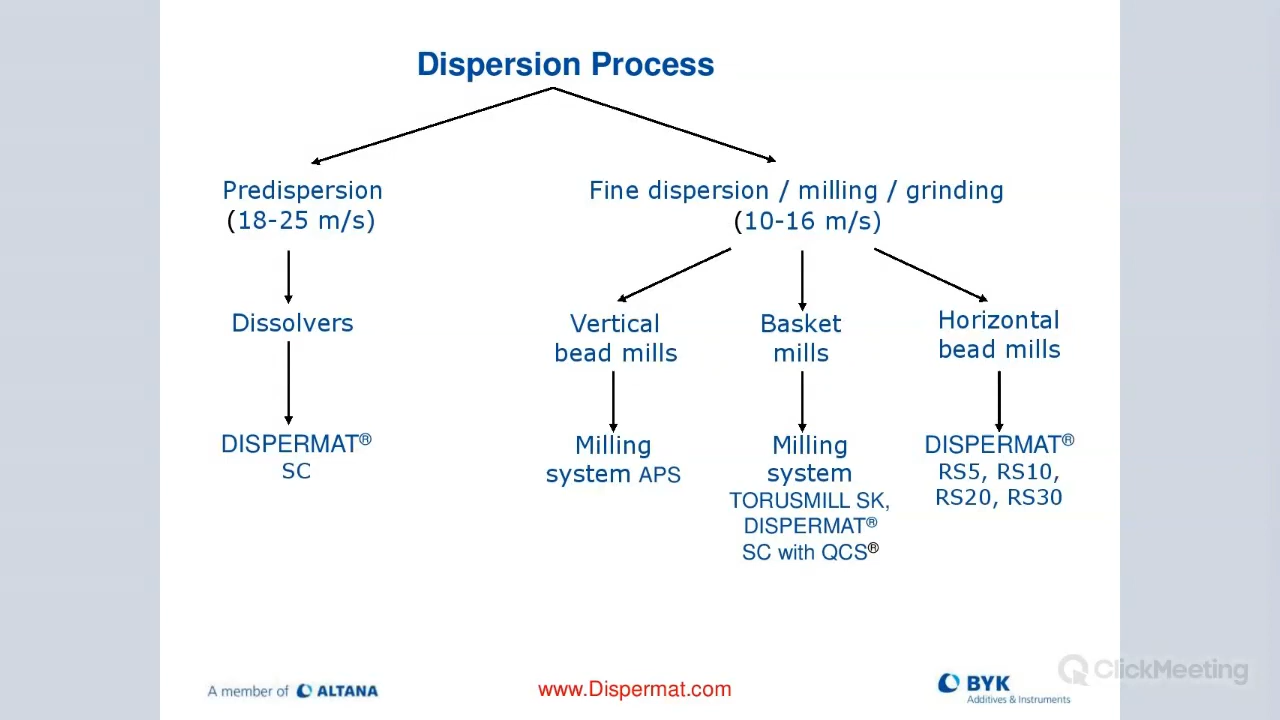 Dispersion Process
Predispersion
(18-25 m/s)
Fine dispersion / milling / grinding
(10-16 m/s)
Dissolvers
Vertical
bead mills
Basket
mills
Horizontal
bead mills
DISPERMAT®
SC
Milling
system APS
Milling
system
TORUSMILL SK,
DISPERMAT®
SC with QCS®
DISPERMAT®
RS5, RS10,
RS20, RS30
A member of ALTANA
www.Dispermat.com
BYK
Additives & Instruments
ClickMeeting